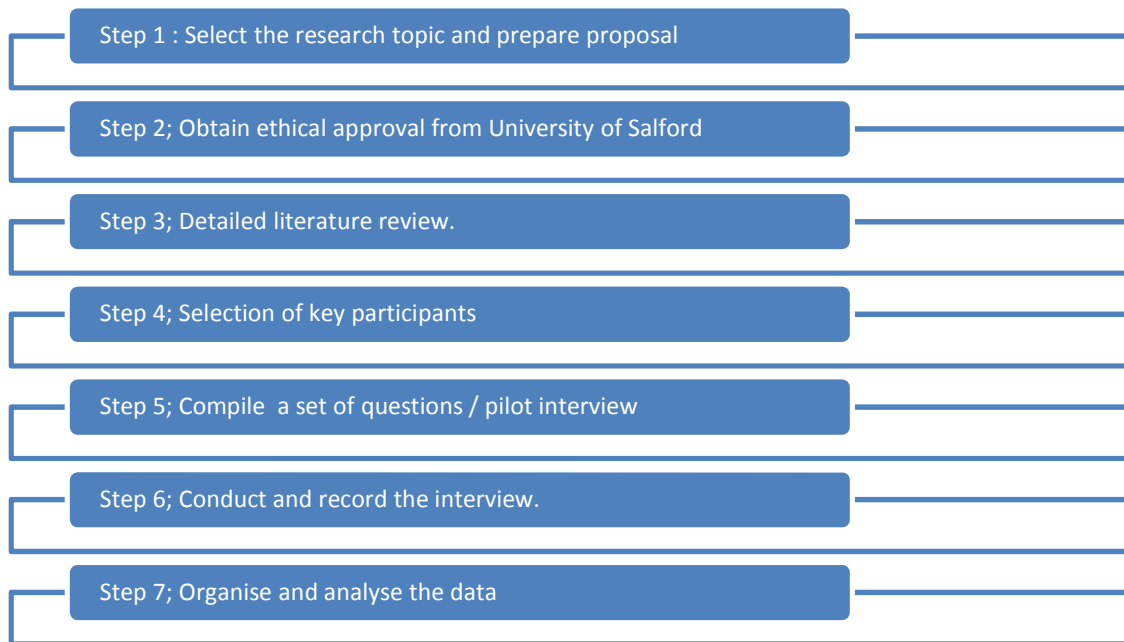 Step 1 : Select the research topic and prepare proposal
Step 2; Obtain ethical approval from University of Salford
Step 3; Detailed literature review.
Step 4; Selection of key participants
Step 5; Compile  a set of questions / pilot interview
Step 6; Conduct and record the interview.
Step 7; Organise and analyse the data